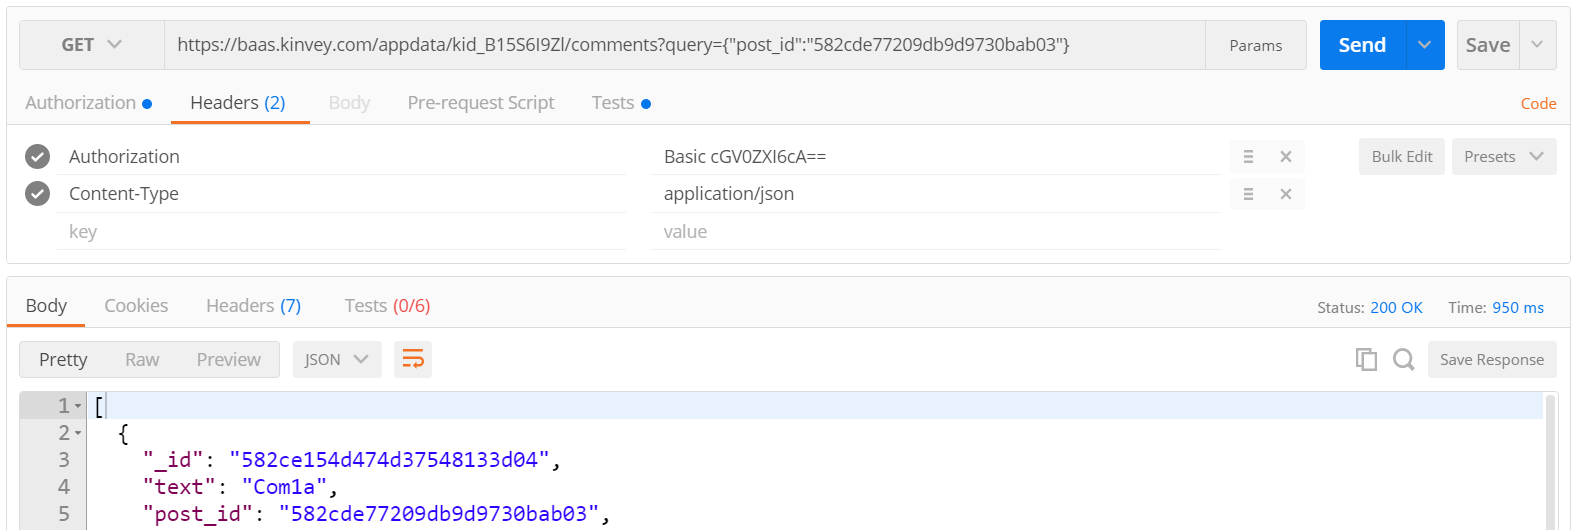 GET https://baas.kinvey.com/appdata/kid_B15S6I9Zl/comments?query={"post_id":"582cde77209db9d9730bab03"} Params Send Save
Authorization Headers (2) Body Pre-request Script Tests Code
Authorization Basic cGV0ZXI6cA== Bulk Edit Presets
Content-Type application/json
key value
Body Cookies Headers (7) Tests (0/6) Status: 200 OK Time: 950 ms
Pretty Raw Preview JSON Save Response
1 [
2 {
3 "_id": "582ce154d474d37548133d04",
4 "text": "Com1a",
5 "post_id": "582cde77209db9d9730bab03",